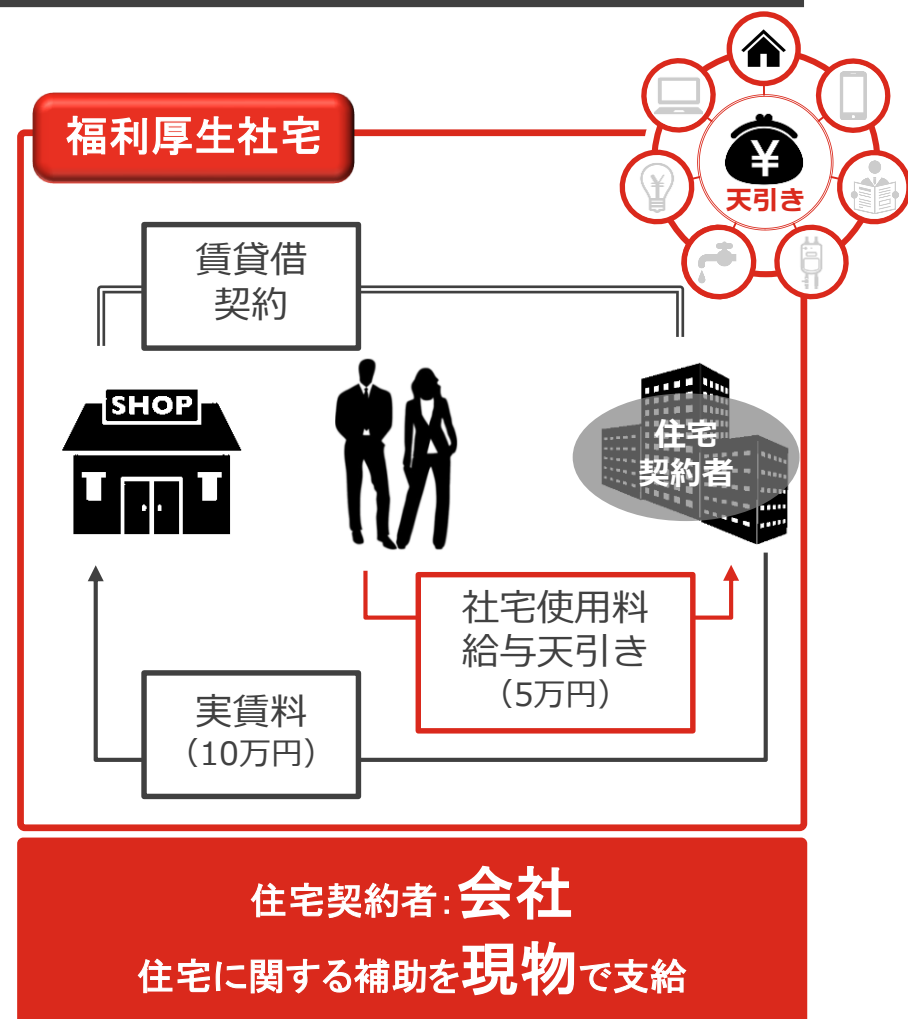 福利厚生社宅
¥
天引き
¥
賃貸借
契約
SHOP
住宅
契約者
社宅使用料
給与天引き
（5万円）
実賃料
（10万円）
住宅契約者：会社
住宅に関する補助を現物で支給